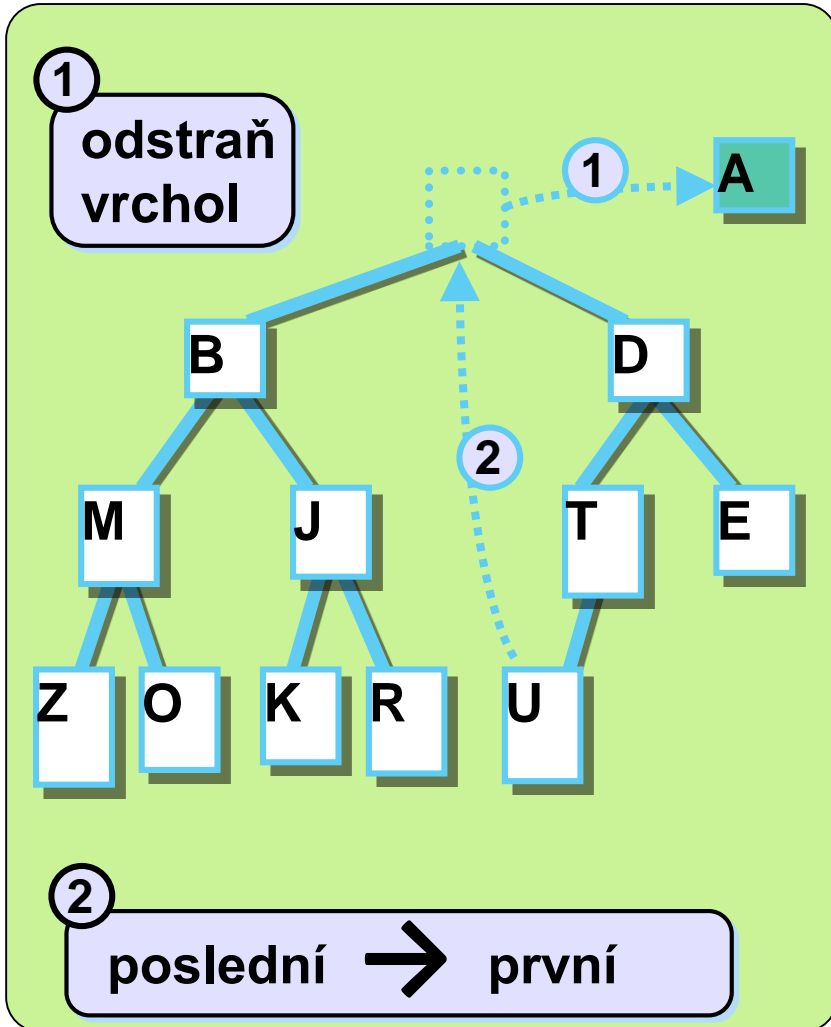 1
odstraň
vrchol
1
A
B
D
2
M
J
T
E
Z
O
K
R
U
2
poslední → první